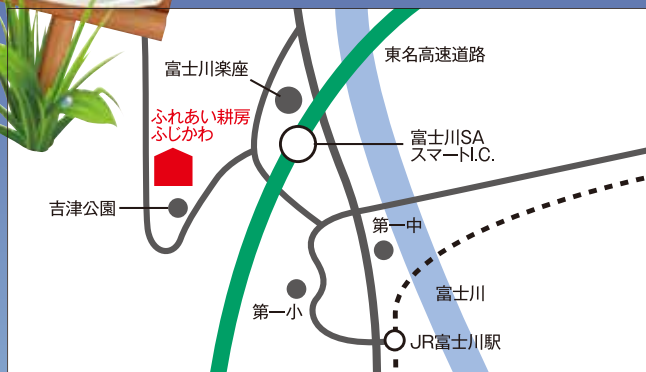 東名高速道路
富士川楽座
ふれあい耕房
ふじかわ
富士川SA
スマートI.C.
吉津公園
第一中
富士川
第一小
JR富士川駅